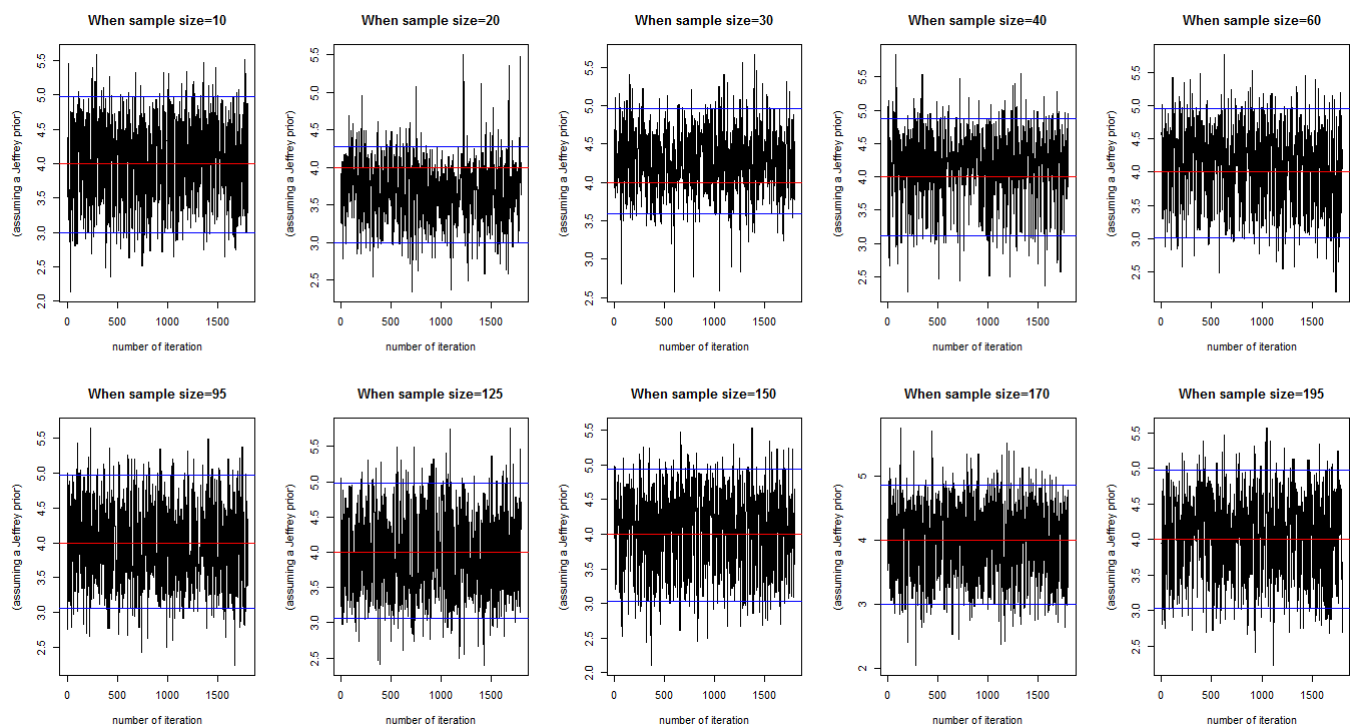 When sample size=10
(assuming a Jeffrey prior)
2.0 2.5 3.0 3.5 4.0 4.5 5.0 5.5
0 500 1000 1500
number of iteration
When sample size=20
(assuming a Jeffrey prior)
2.5 3.0 3.5 4.0 4.5 5.0 5.5
0 500 1000 1500
number of iteration
When sample size=30
(assuming a Jeffrey prior)
2.5 3.0 3.5 4.0 4.5 5.0 5.5
0 500 1000 1500
number of iteration
When sample size=40
(assuming a Jeffrey prior)
2.5 3.0 3.5 4.0 4.5 5.0 5.5
0 500 1000 1500
number of iteration
When sample size=60
(assuming a Jeffrey prior)
2.5 3.0 3.5 4.0 4.5 5.0 5.5
0 500 1000 1500
number of iteration
When sample size=95
(assuming a Jeffrey prior)
2.5 3.0 3.5 4.0 4.5 5.0 5.5
0 500 1000 1500
number of iteration
When sample size=125
(assuming a Jeffrey prior)
2.5 3.0 3.5 4.0 4.5 5.0 5.5
0 500 1000 1500
number of iteration
When sample size=150
(assuming a Jeffrey prior)
2.0 2.5 3.0 3.5 4.0 4.5 5.0 5.5
0 500 1000 1500
number of iteration
When sample size=170
(assuming a Jeffrey prior)
2 3 4 5
0 500 1000 1500
number of iteration
When sample size=195
(assuming a Jeffrey prior)
2.5 3.0 3.5 4.0 4.5 5.0 5.5
0 500 1000 1500
number of iteration